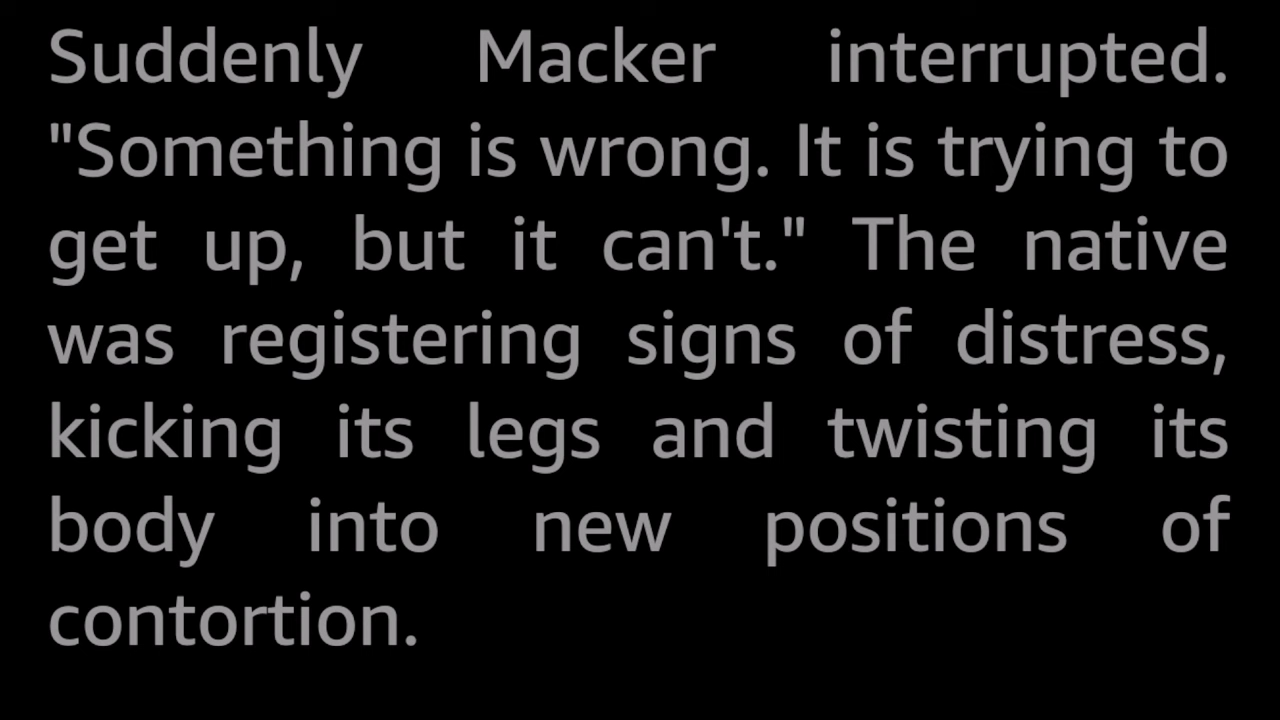 Suddenly Macker interrupted.
"Something is wrong. It is trying to
get up, but it can't." The native
was registering signs of distress,
kicking its legs and twisting its
body into new positions of
contortion.